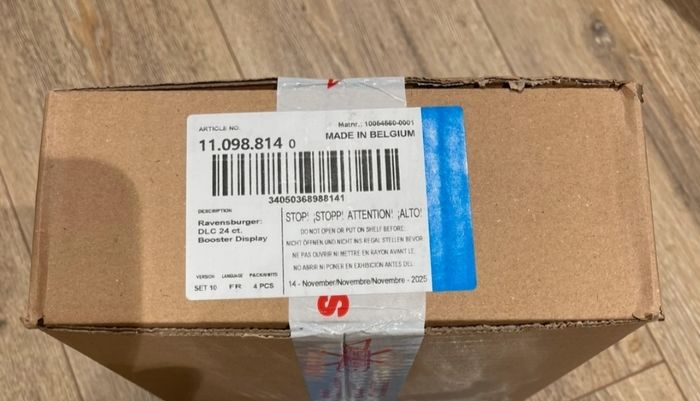 ARTICLE NO.
Matnr.: 10064560-0001
11.098.814 0
MADE IN BELGIUM
34050368988141
DESCRIPTION
Ravensburger:
DLC 24 ct.
Booster Display
STOP! ¡STOPP! ATTENTION! ¡ALTO!
DO NOT OPEN OR PUT ON SHELF BEFORE:
NICHT ÖFFNEN UND NICHT INS REGAL STELLEN BEVOR
NE PAS OUVRIR NI METTRE EN RAYON AVANT LE
NO ABRIR NI PONER EN EXHIBICION ANTES DEL
VERSION LANGUAGE PACK/UNITS
SET 10 FR 4 PCS
14 - November/Novembre/Noviembre - 2025
S